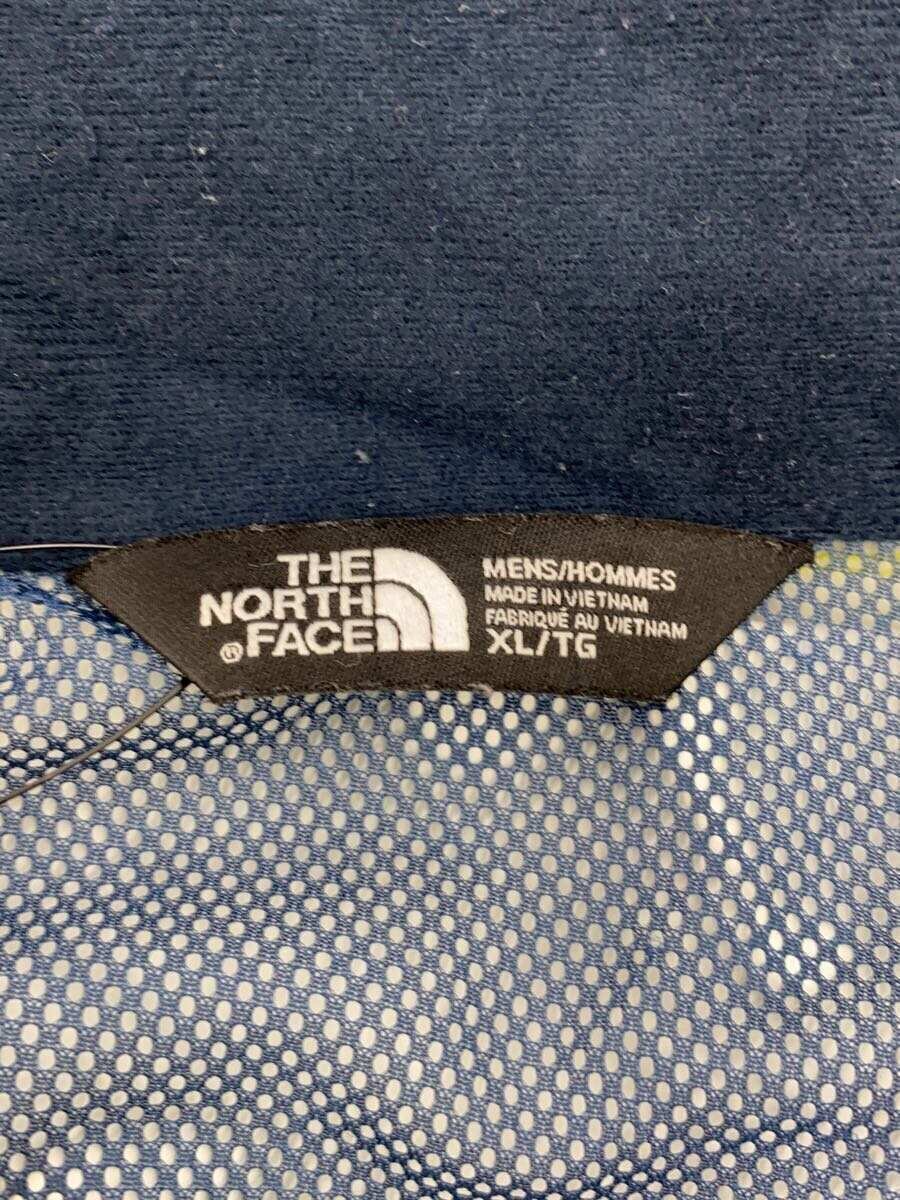 THE
NORTH
® FACE
MENS/HOMMES
MADE IN VIETNAM
FABRIQUÉ AU VIETNAM
XL/TG